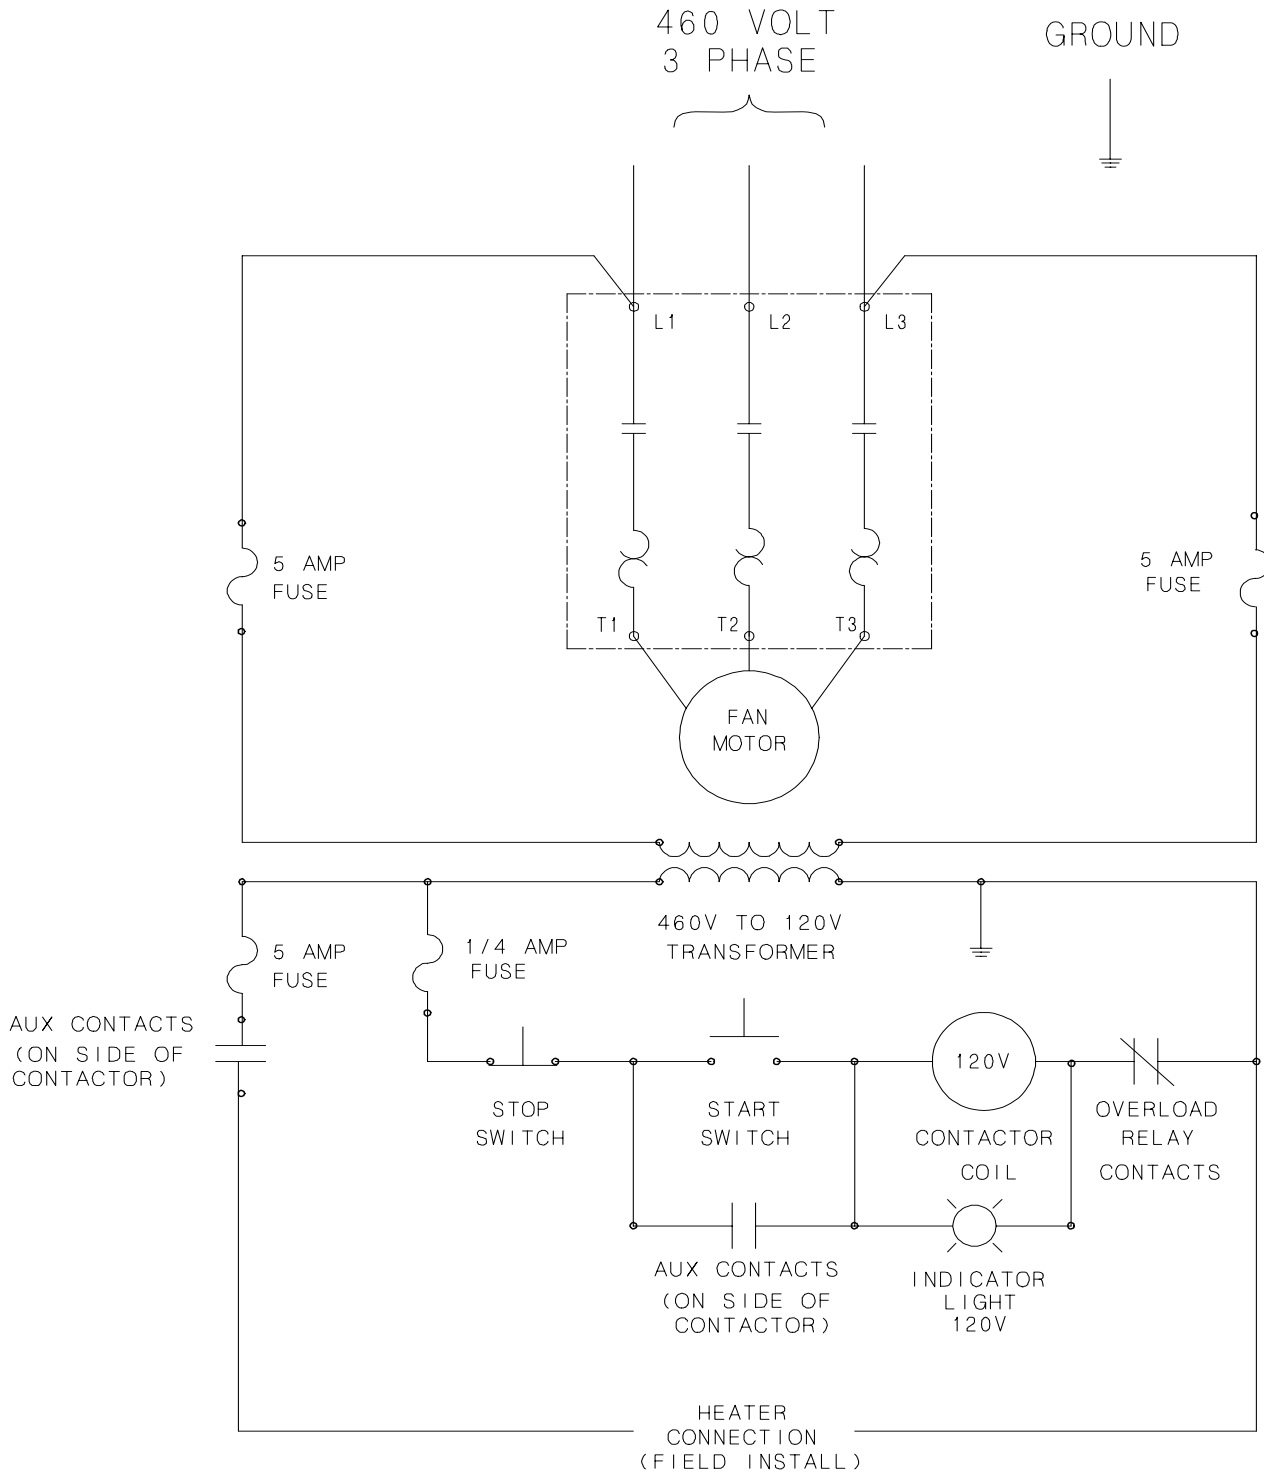 460 VOLT
3 PHASE
GROUND
L1
L2
L3
5 AMP
FUSE
5 AMP
FUSE
T1
T2
T3
FAN
MOTOR
460V TO 120V
TRANSFORMER
5 AMP
FUSE
1/4 AMP
FUSE
AUX CONTACTS
(ON SIDE OF
CONTACTOR)
120V
STOP
SWITCH
START
SWITCH
CONTACTOR
COIL
OVERLOAD
RELAY
CONTACTS
AUX CONTACTS
(ON SIDE OF
CONTACTOR)
INDICATOR
LIGHT
120V
HEATER
CONNECTION
(FIELD INSTALL)